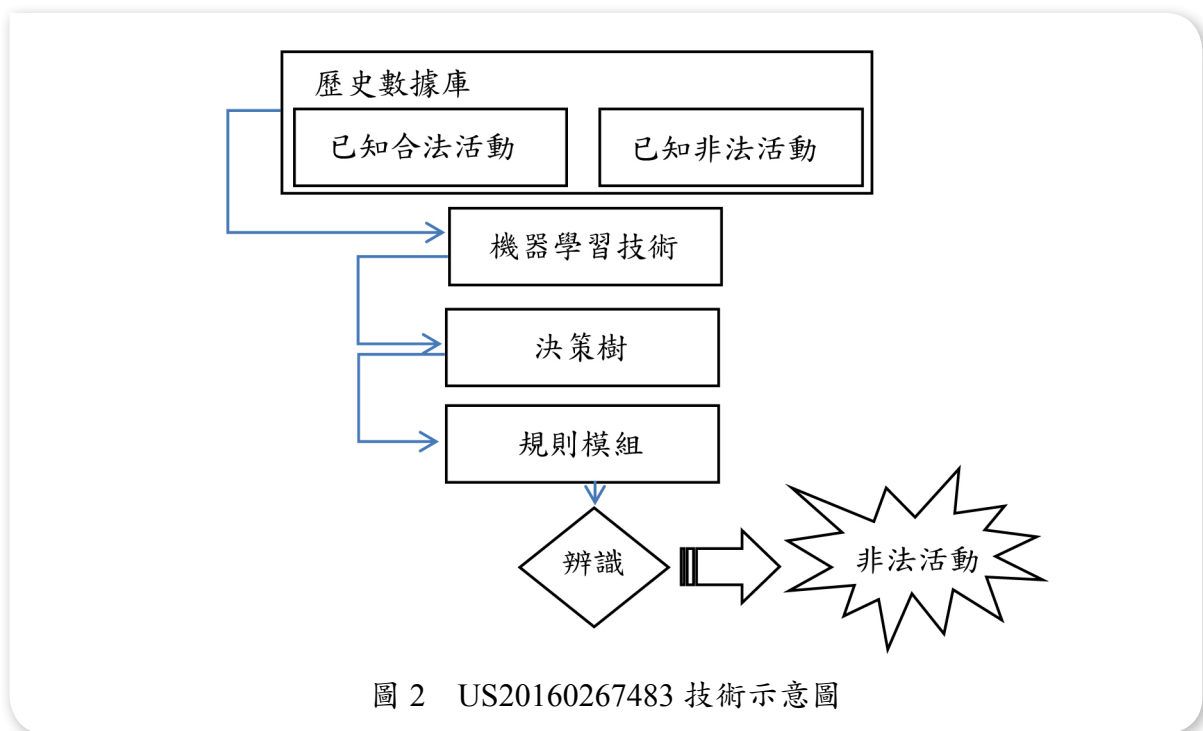 歷史數據庫
已知合法活動
已知非法活動
機器學習技術
決策樹
規則模組
辨識
非法活動
圖 2 US20160267483 技術示意圖